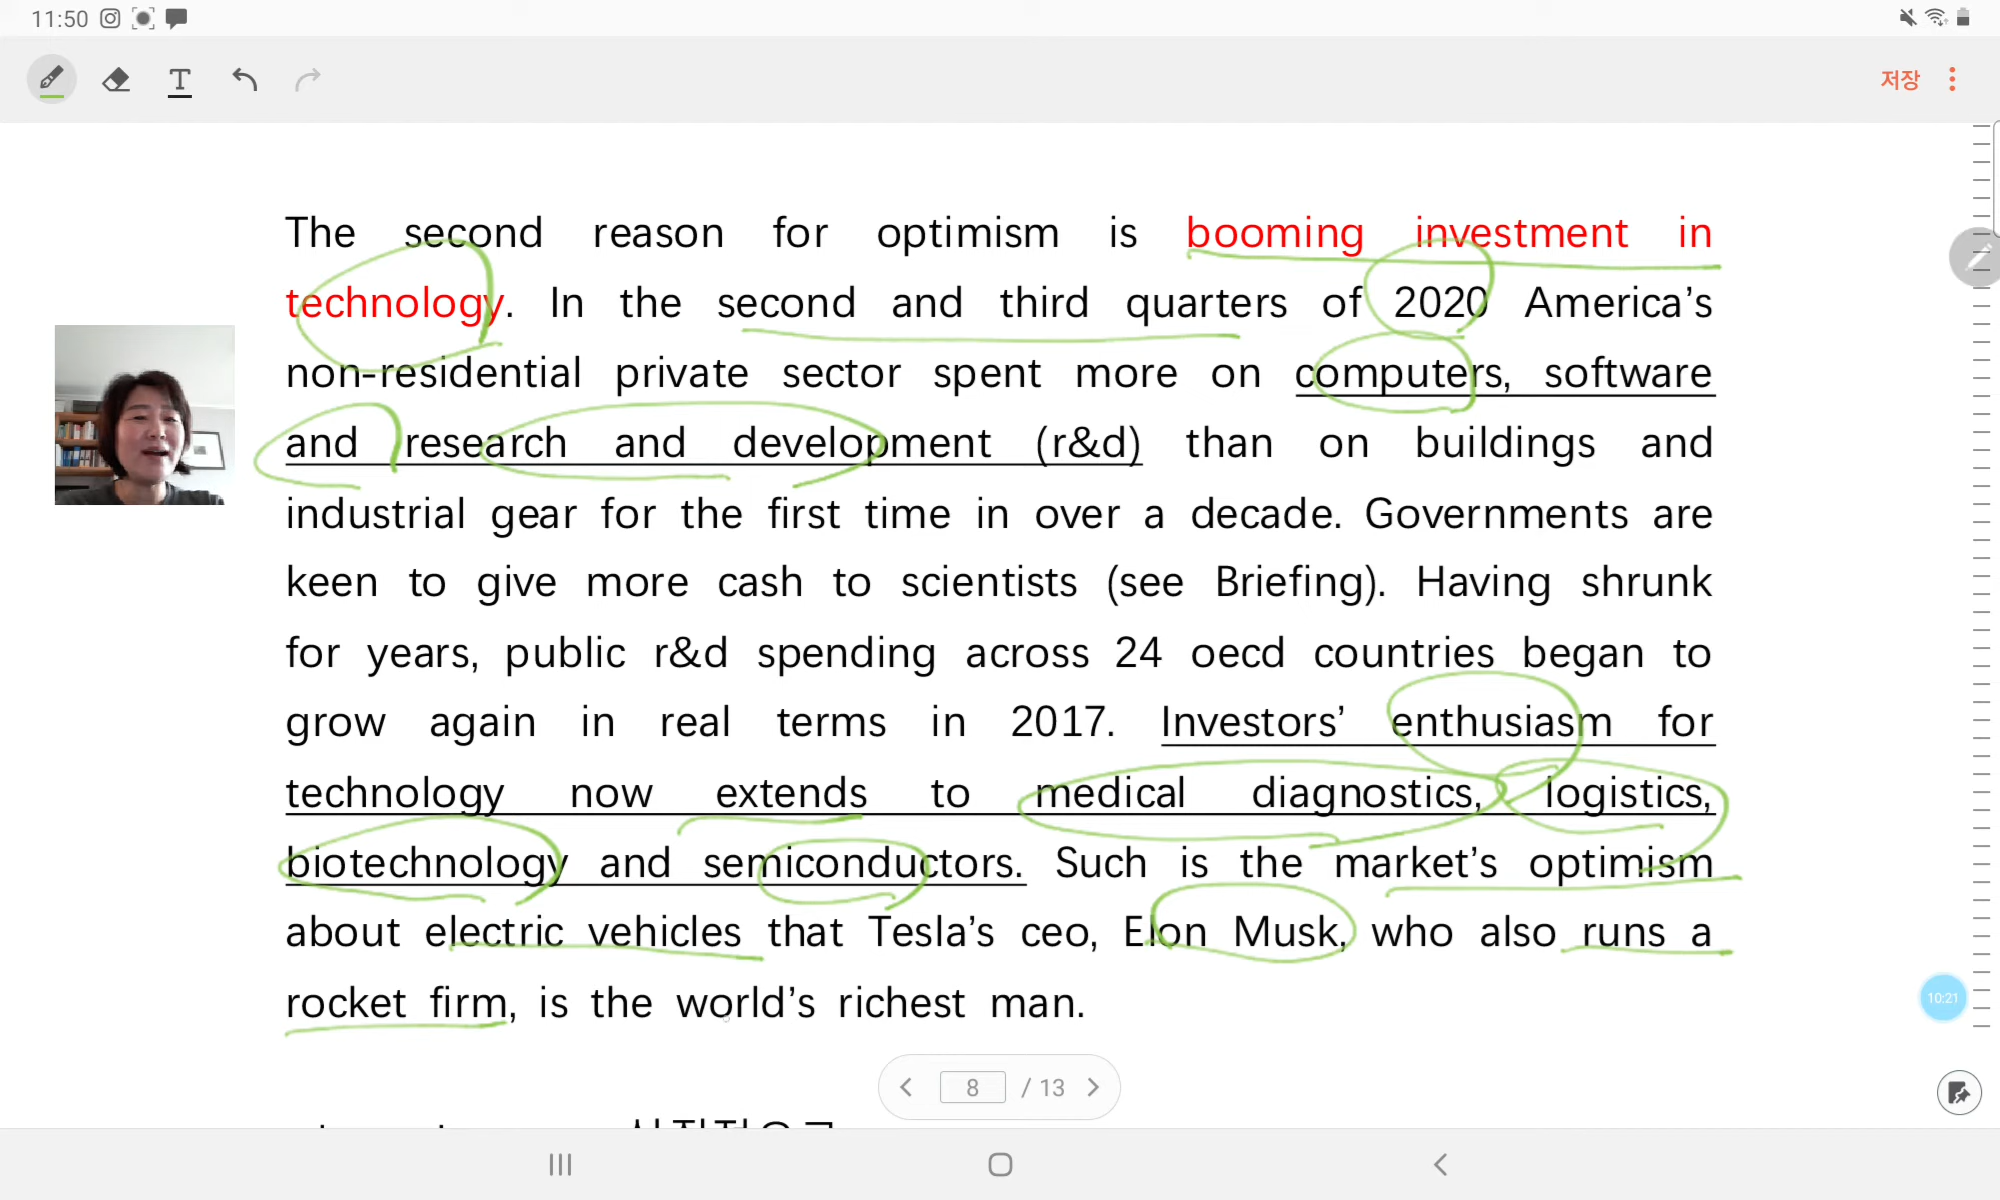 11:50
저장
The second reason for optimism is booming investment in
technology. In the second and third quarters of 2020 America’s
non-residential private sector spent more on computers, software
and research and development (r&d) than on buildings and
industrial gear for the first time in over a decade. Governments are
keen to give more cash to scientists (see Briefing). Having shrunk
for years, public r&d spending across 24 oecd countries began to
grow again in real terms in 2017. Investors’ enthusiasm for
technology now extends to medical diagnostics, logistics,
biotechnology and semiconductors. Such is the market’s optimism
about electric vehicles that Tesla’s ceo, Elon Musk, who also runs a
rocket firm, is the world’s richest man.
10:21
8 / 13